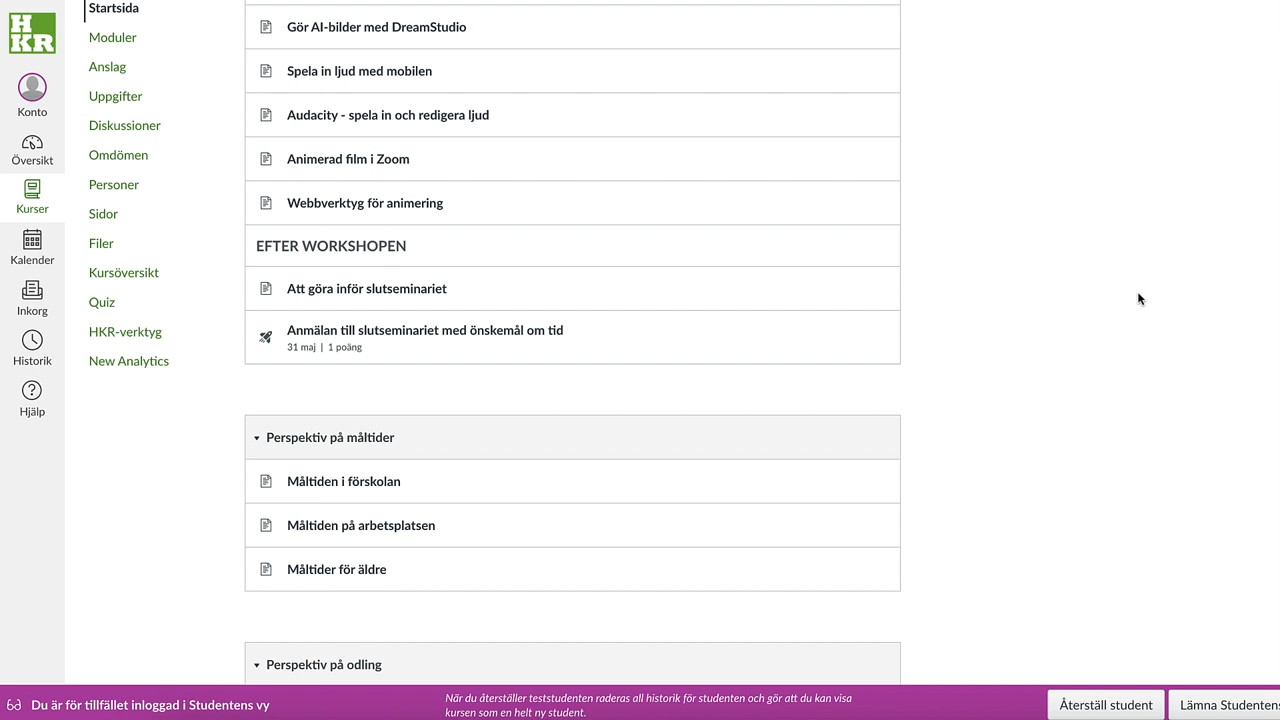 HKR
Konto
Översikt
Kurser
Kalender
Inkorg
Historik
Hjälp
Startsida
Moduler
Anslag
Uppgifter
Diskussioner
Omdömen
Personer
Sidor
Filer
Kursöversikt
Quiz
HKR-verktyg
New Analytics
Gör AI-bilder med DreamStudio
Spela in ljud med mobilen
Audacity - spela in och redigera ljud
Animerad film i Zoom
Webbverktyg för animering
EFTER WORKSHOPEN
Att göra inför slutseminariet
Anmälan till slutseminariet med önskemål om tid
31 maj | 1 poäng
Perspektiv på måltider
Måltiden i förskolan
Måltiden på arbetsplatsen
Måltider för äldre
Perspektiv på odling
Du är för tillfället inloggad i Studentens vy
När du återställer teststudenten raderas all historik för studenten och gör att du kan visa
kursen som en helt ny student.
Återställ student
Lämna Studenten